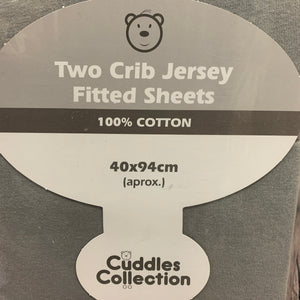 Two Crib Jersey
Fitted Sheets
100% COTTON
40x94cm
(aprox.)
Cuddles
Collection